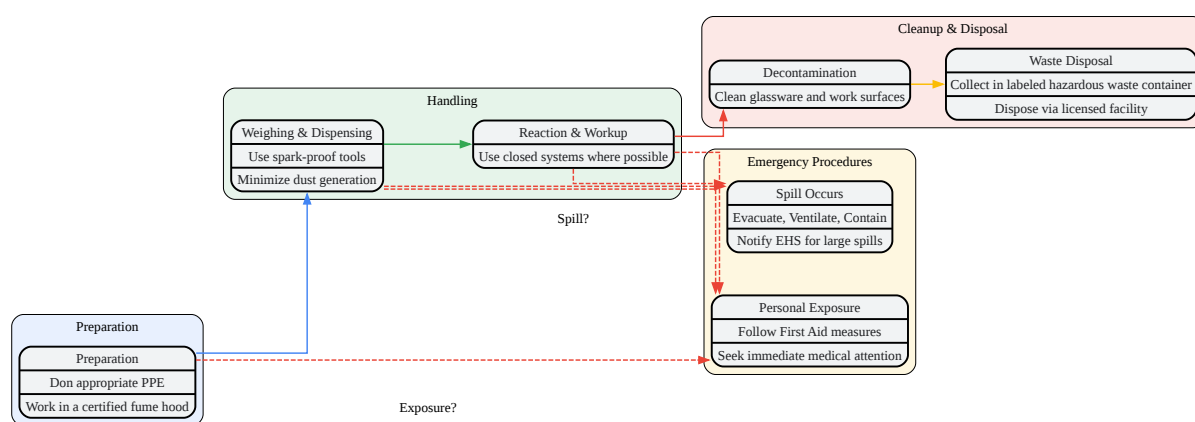 Cleanup & Disposal
Decontamination
Clean glassware and work surfaces
Waste Disposal
Collect in labeled hazardous waste container
Dispose via licensed facility
Handling
Weighing & Dispensing
Use spark-proof tools
Minimize dust generation
Reaction & Workup
Use closed systems where possible
Emergency Procedures
Spill Occurs
Evacuate, Ventilate, Contain
Notify EHS for large spills
Spill?
Personal Exposure
Follow First Aid measures
Seek immediate medical attention
Preparation
Preparation
Don appropriate PPE
Work in a certified fume hood
Exposure?